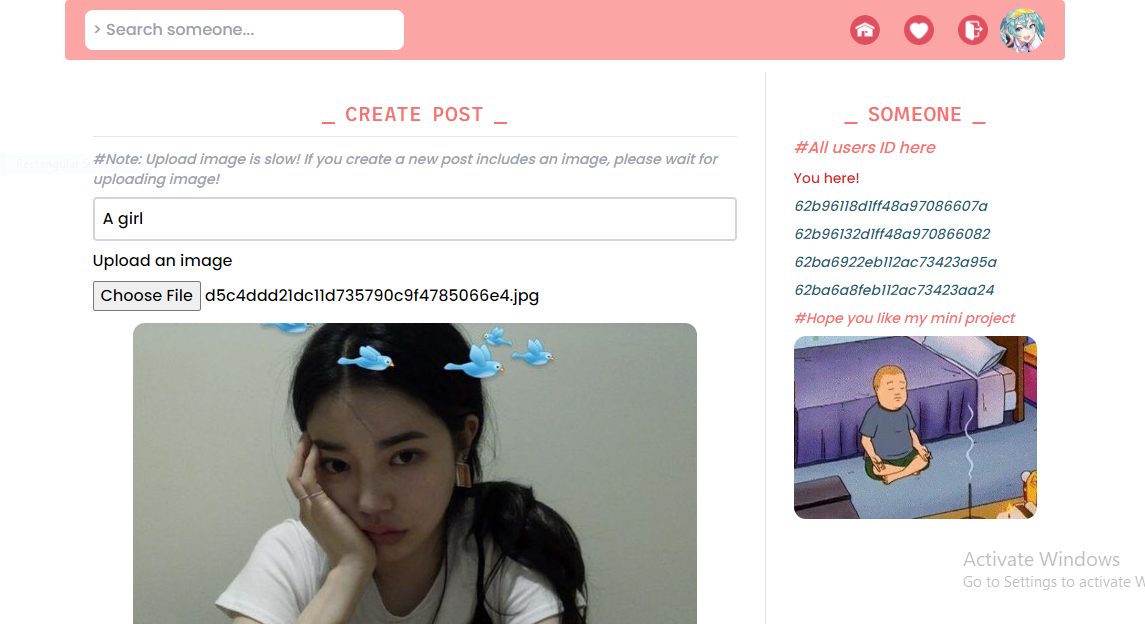 > Search someone...
_ CREATE POST _
#Note: Upload image is slow! If you create a new post includes an image, please wait for
uploading image!
A girl
Upload an image
Choose File d5c4ddd21dc11d735790c9f4785066e4.jpg
_ SOMEONE _
#All users ID here
You here!
62b96118d1ff48a97086607a
62b96132d1ff48a970866082
62ba6922eb112ac73423a95a
62ba6a8feb112ac73423aa24
#Hope you like my mini project
Activate Windows
Go to Settings to activate W
Rectangular